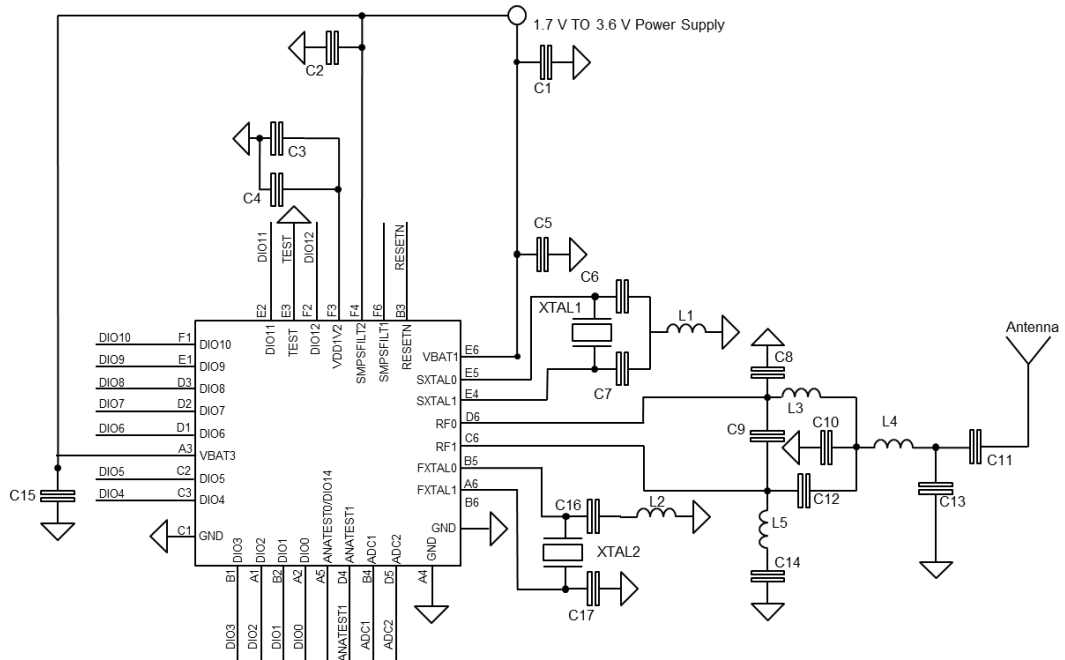 1.7 V TO 3.6 V Power Supply
C2
C1
C3
C4
C5
C6
XTAL1
L1
C7
DIO11
TEST
DIO12
RESETN
E2
E3
F2
F3
F4
F6
B3
DIO11
TEST
DIO12
VDD1V2
SMPSFILT2
SMPSFILT1
RESETN
DIO10 F1 DIO10
DIO9 E1 DIO9
DIO8 D3 DIO8
DIO7 D2 DIO7
DIO6 D1 DIO6
A3 VBAT3
DIO5 C2 DIO5
DIO4 C3 DIO4
C1 GND
C15
VBAT1 E6
SXTAL0 E5
SXTAL1 E4
RF0 D6
RF1 C6
FXTAL0 B5
FXTAL1 A6
GND B6
C8
L3
C9
C10
C12
L4
C11
C13
Antenna
L5
C14
C16
L2
XTAL2
C17
DIO3
DIO2
DIO1
DIO0
ANATEST0/DIO14
ANATEST1
ADC1
ADC2
GND
B1
A1
B2
A2
A5
D4
B4
D5
A4
DIO3
DIO2
DIO1
DIO0
ANATEST1
ADC1
ADC2